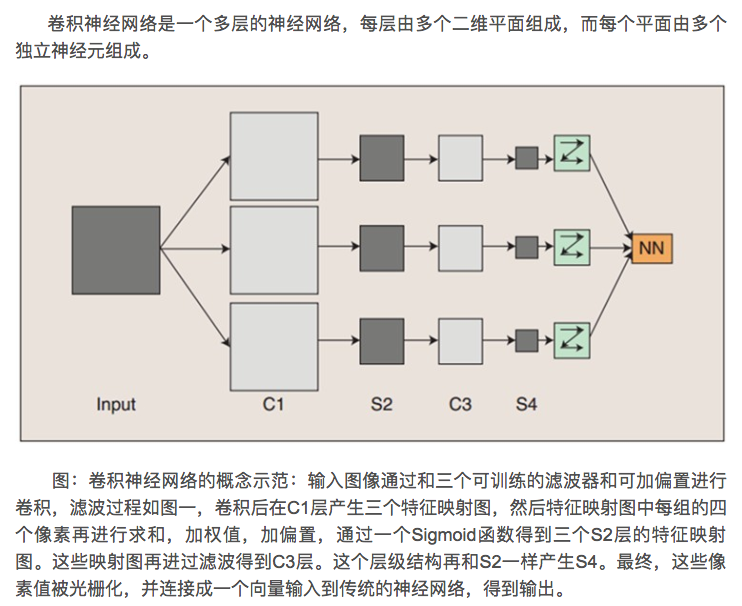 卷积神经网络是一个多层的神经网络，每层由多个二维平面组成，而每个平面由多个
独立神经元组成。
NN
Input
C1
S2
C3
S4
图：卷积神经网络的概念示范：输入图像通过和三个可训练的滤波器和可加偏置进行
卷积，滤波过程如图一，卷积后在C1层产生三个特征映射图，然后特征映射图中每组的四
个像素再进行求和，加权值，加偏置，通过一个Sigmoid函数得到三个S2层的特征映射
图。这些映射图再进过滤波得到C3层。这个层级结构再和S2一样产生S4。最终，这些像
素值被光栅化，并连接成一个向量输入到传统的神经网络，得到输出。